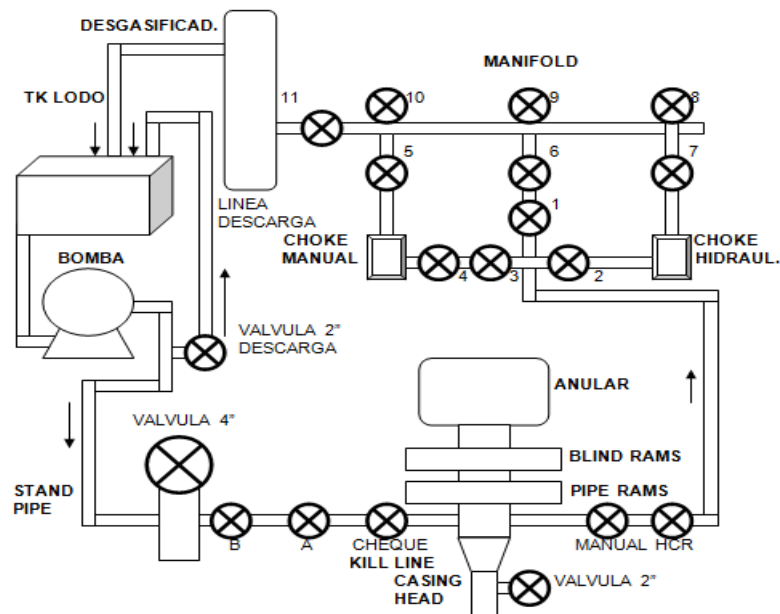 DESGASIFICAD.
MANIFOLD
TK LODO
11
10
9
8
5
6
7
1
LINEA
DESCARGA
CHOKE
MANUAL
CHOKE
HIDRAUL.
4
3
2
BOMBA
VALVULA 2”
DESCARGA
ANULAR
VALVULA 4”
BLIND RAMS
PIPE RAMS
STAND
PIPE
B
A
CHEQUE
KILL LINE
MANUAL
HCR
CASING
HEAD
VALVULA 2”